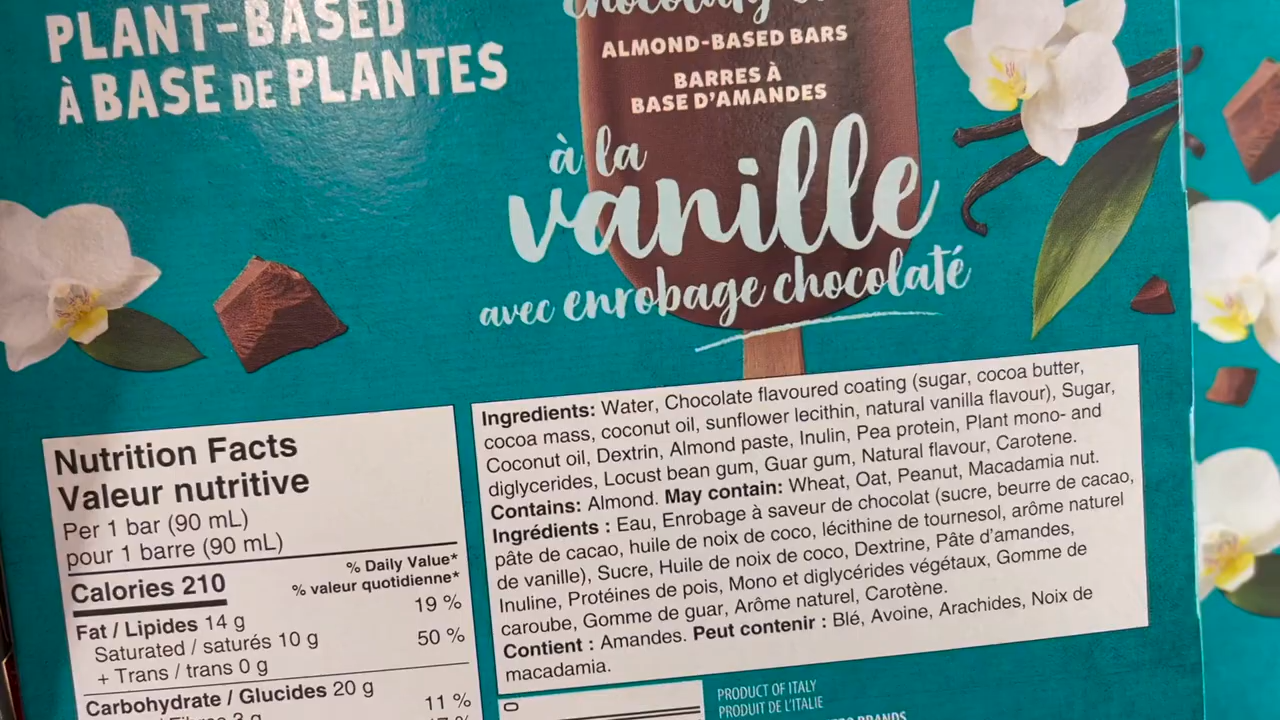 PLANT-BASED
À BASE DE PLANTES
ALMOND-BASED BARS
BARRES À
BASE D'AMANDES
à la
vanille
avec enrobage chocolaté
Nutrition Facts
Valeur nutritive
Per 1 bar (90 mL)
pour 1 barre (90 mL)
Calories 210
% Daily Value*
% valeur quotidienne*
Fat / Lipides 14 g 19 %
Saturated / saturés 10 g 50 %
+ Trans / trans 0 g
Carbohydrate / Glucides 20 g
11 %
Ingredients: Water, Chocolate flavoured coating (sugar, cocoa butter,
cocoa mass, coconut oil, sunflower lecithin, natural vanilla flavour), Sugar,
Coconut oil, Dextrin, Almond paste, Inulin, Pea protein, Plant mono- and
diglycerides, Locust bean gum, Guar gum, Natural flavour, Carotene.
Contains: Almond. May contain: Wheat, Oat, Peanut, Macadamia nut.
Ingrédients : Eau, Enrobage à saveur de chocolat (sucre, beurre de cacao,
pâte de cacao, huile de noix de coco, lécithine de tournesol, arôme naturel
de vanille), Sucre, Huile de noix de coco, Dextrine, Pâte d'amandes,
Inuline, Protéines de pois, Mono et diglycérides végétaux, Gomme de
caroube, Gomme de guar, Arôme naturel, Carotène.
Contient : Amandes. Peut contenir : Blé, Avoine, Arachides, Noix de
macadamia.
PRODUCT OF ITALY
PRODUIT DE L'ITALIE
BRANDS